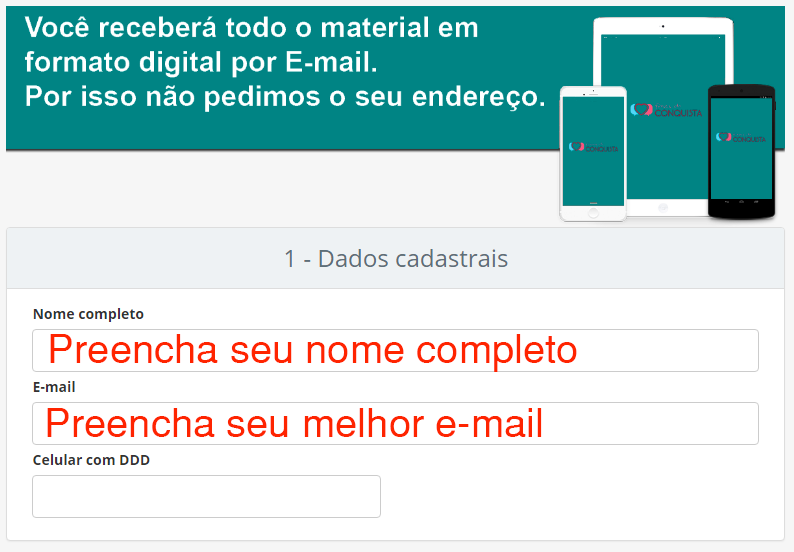 Você receberá todo o material em
formato digital por E-mail.
Por isso não pedimos o seu endereço.
CONQUISTA
CONQUISTA
CONQUISTA
1 - Dados cadastrais
Nome completo
Preencha seu nome completo
E-mail
Preencha seu melhor e-mail
Celular com DDD